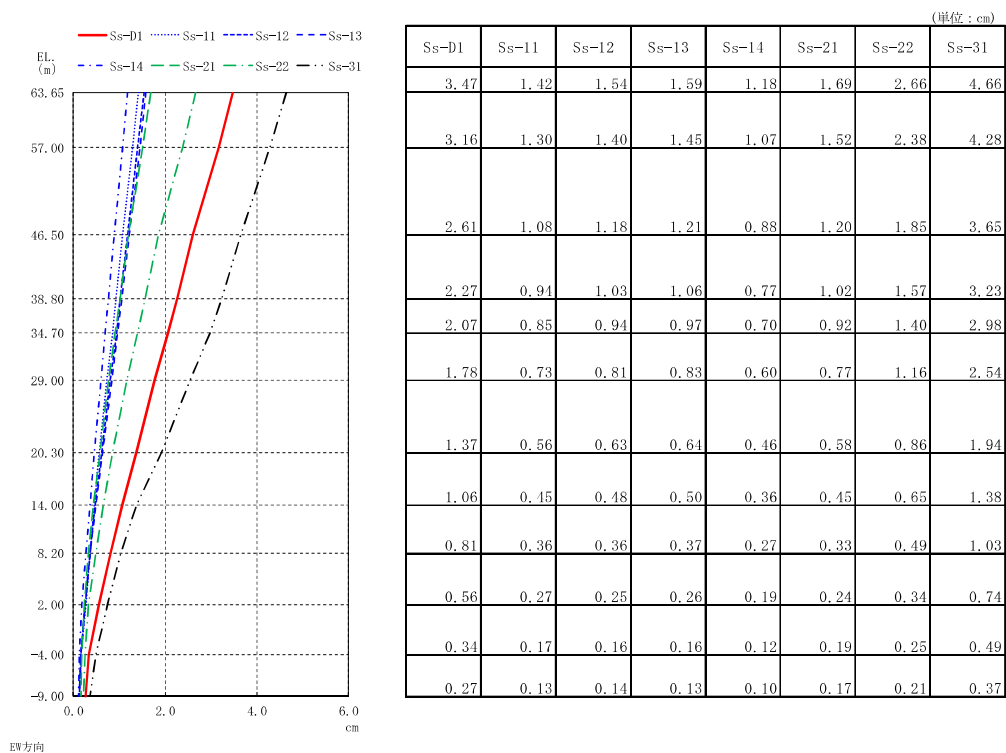 (単位：cm)
Ss-D1 Ss-11 Ss-12 Ss-13
Ss-14 Ss-21 Ss-22 Ss-31
EL.
(m)
63.65
57.00
46.50
38.80
34.70
29.00
20.30
14.00
8.20
2.00
-4.00
-9.00
0.0 2.0 4.0 6.0
cm
Ss-D1 Ss-11 Ss-12 Ss-13 Ss-14 Ss-21 Ss-22 Ss-31
3.47 1.42 1.54 1.59 1.18 1.69 2.66 4.66
3.16 1.30 1.40 1.45 1.07 1.52 2.38 4.28
2.61 1.08 1.18 1.21 0.88 1.20 1.85 3.65
2.27 0.94 1.03 1.06 0.77 1.02 1.57 3.23
2.07 0.85 0.94 0.97 0.70 0.92 1.40 2.98
1.78 0.73 0.81 0.83 0.60 0.77 1.16 2.54
1.37 0.56 0.63 0.64 0.46 0.58 0.86 1.94
1.06 0.45 0.48 0.50 0.36 0.45 0.65 1.38
0.81 0.36 0.36 0.37 0.27 0.33 0.49 1.03
0.56 0.27 0.25 0.26 0.19 0.24 0.34 0.74
0.34 0.17 0.16 0.16 0.12 0.19 0.25 0.49
0.27 0.13 0.14 0.13 0.10 0.17 0.21 0.37
EW方向